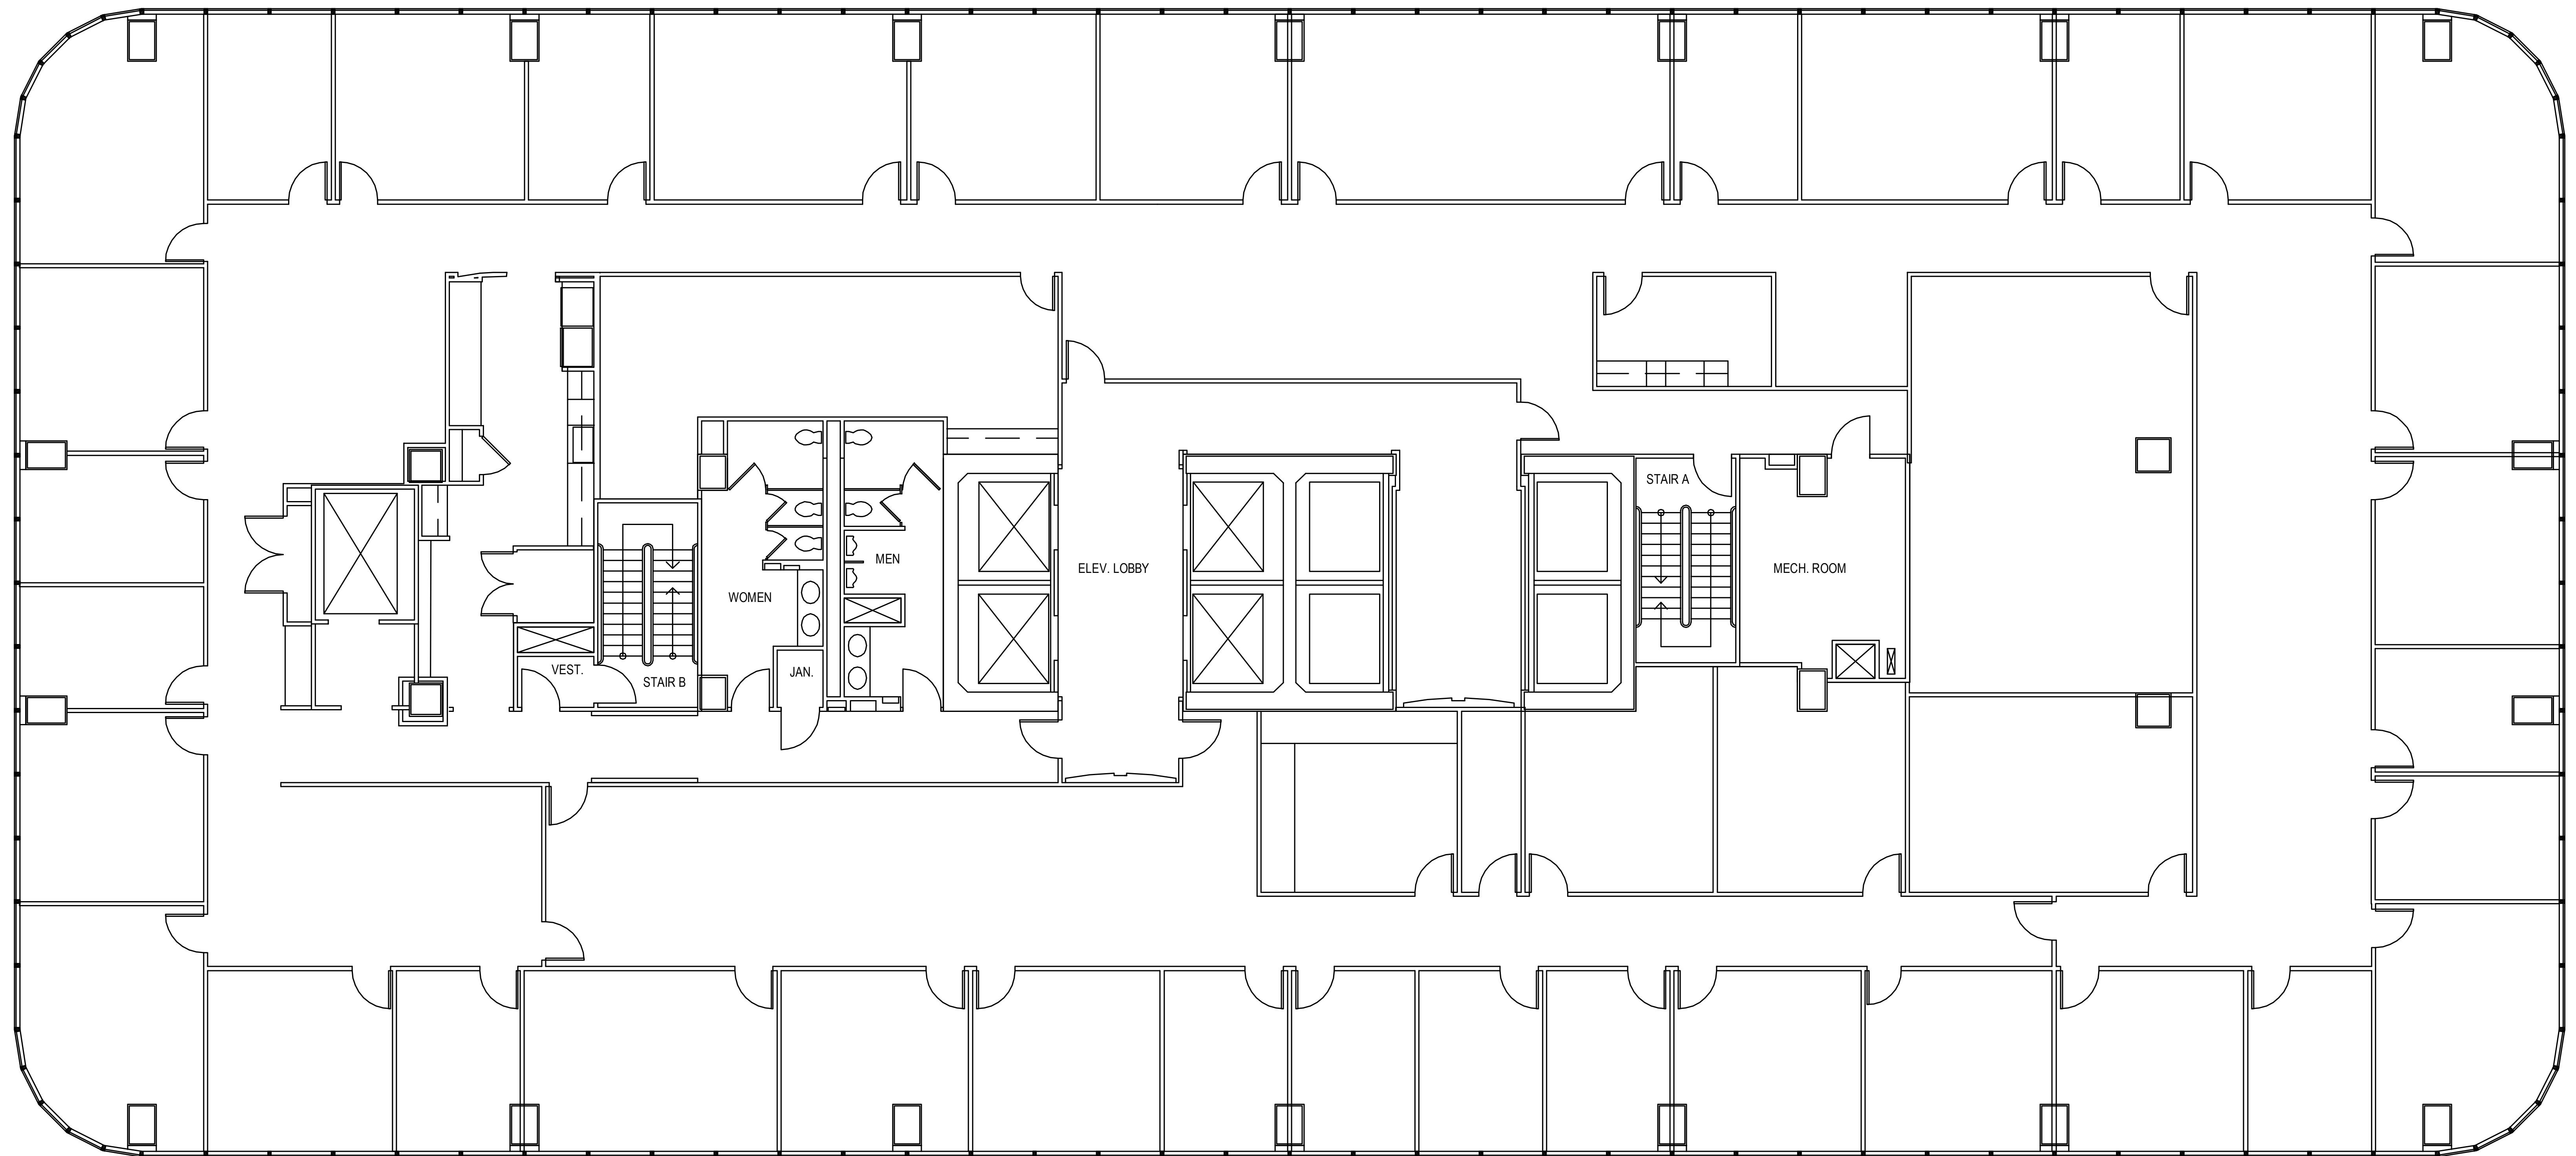 STAIR A
MEN
ELEV. LOBBY
MECH. ROOM
WOMEN
VEST.
JAN.
STAIR B